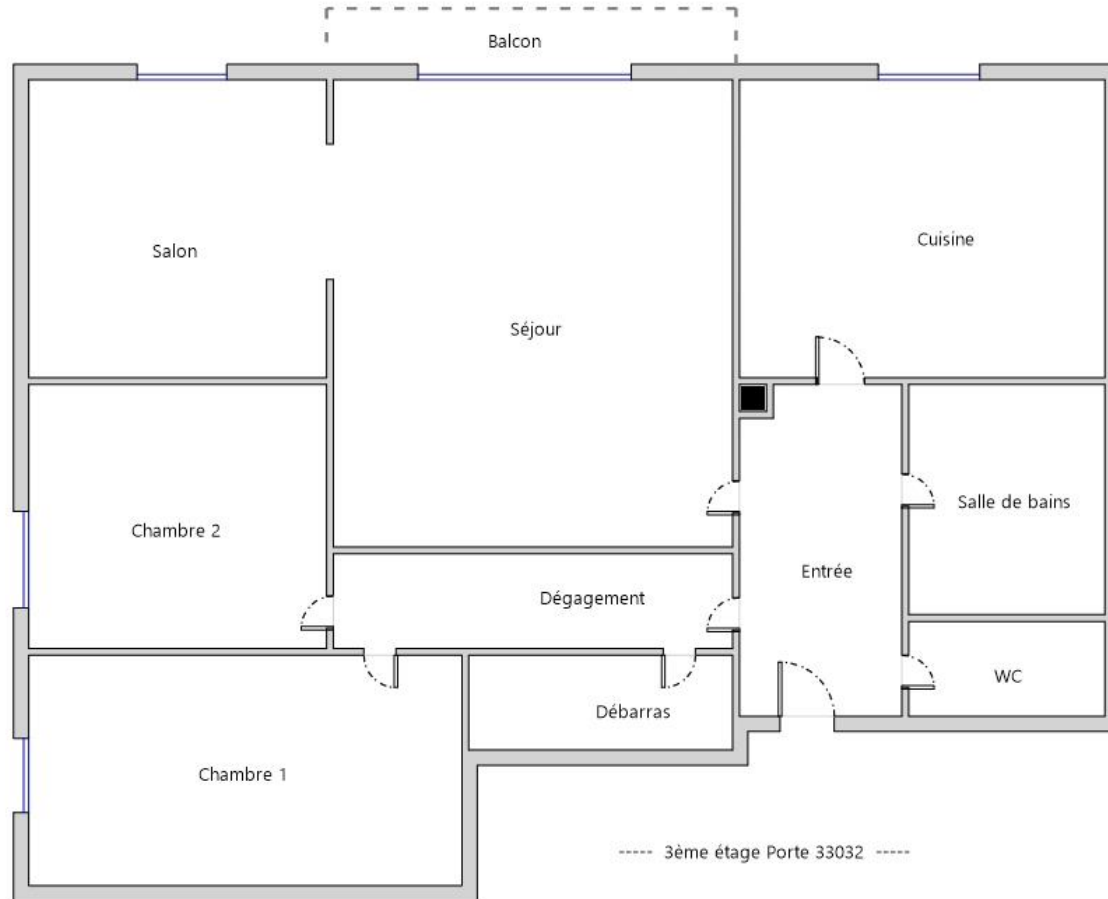 Balcon
Salon
Cuisine
Séjour
Chambre 2
Salle de bains
Entrée
Dégagement
WC
Débarras
Chambre 1
----- 3ème étage Porte 33032 -----